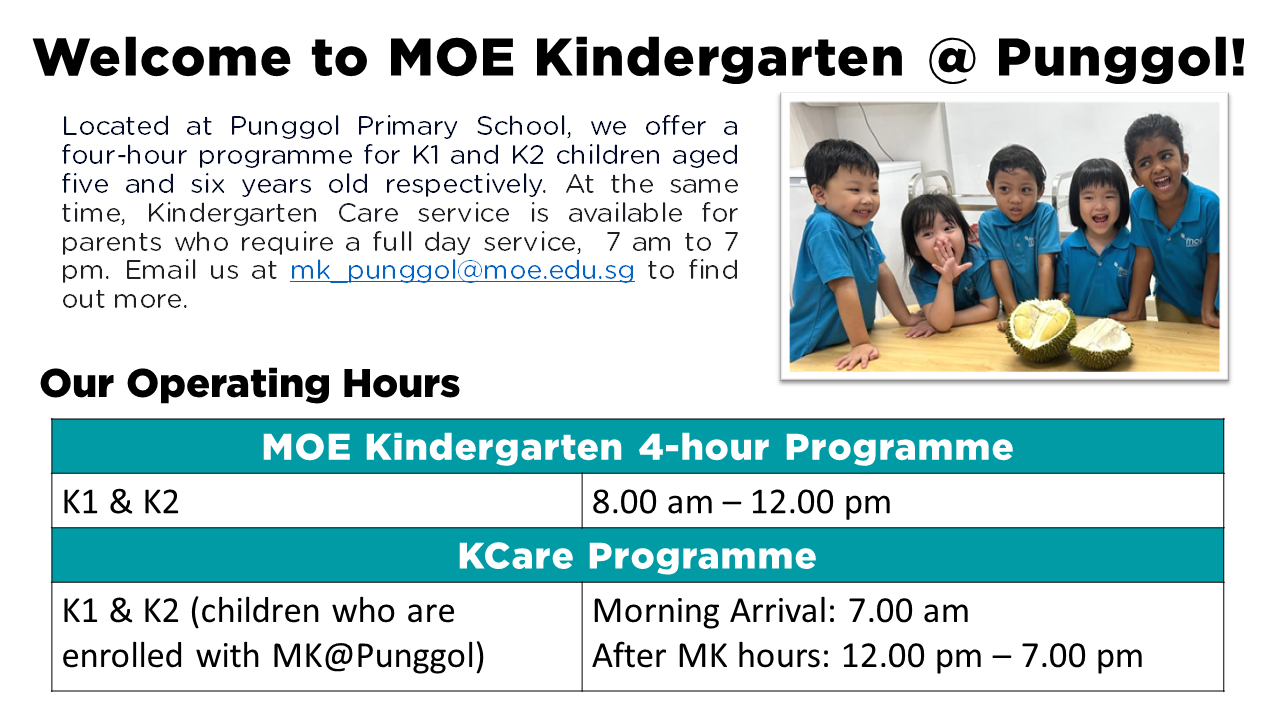 Welcome to MOE Kindergarten @ Punggol!
Located at Punggol Primary School, we offer a
four-hour programme for K1 and K2 children aged
five and six years old respectively. At the same
time, Kindergarten Care service is available for
parents who require a full day service, 7 am to 7
pm. Email us at mk_punggol@moe.edu.sg to find
out more.
Our Operating Hours
MOE Kindergarten 4-hour Programme
K1 & K2
8.00 am – 12.00 pm
KCare Programme
K1 & K2 (children who are
enrolled with MK@Punggol)
Morning Arrival: 7.00 am
After MK hours: 12.00 pm – 7.00 pm